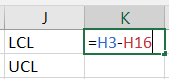 J K
LCL =H3-H16
UCL